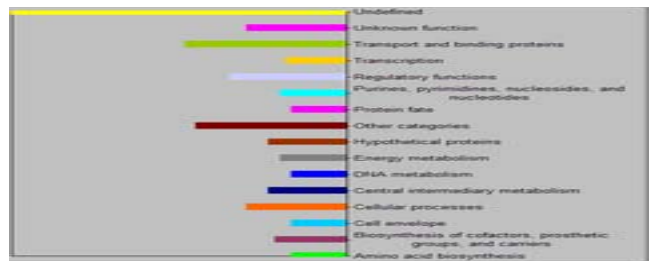 Undefined
Unknown function
Transport and binding proteins
Transcription
Regulatory functions
Purines, pyrimidines, nucleosides, and
nucleotides
Protein fate
Other categories
Hypothetical proteins
Energy metabolism
DNA metabolism
Central intermediary metabolism
Cellular processes
Cell envelope
Biosynthesis of cofactors, prosthetic
groups, and carriers
Amino acid biosynthesis